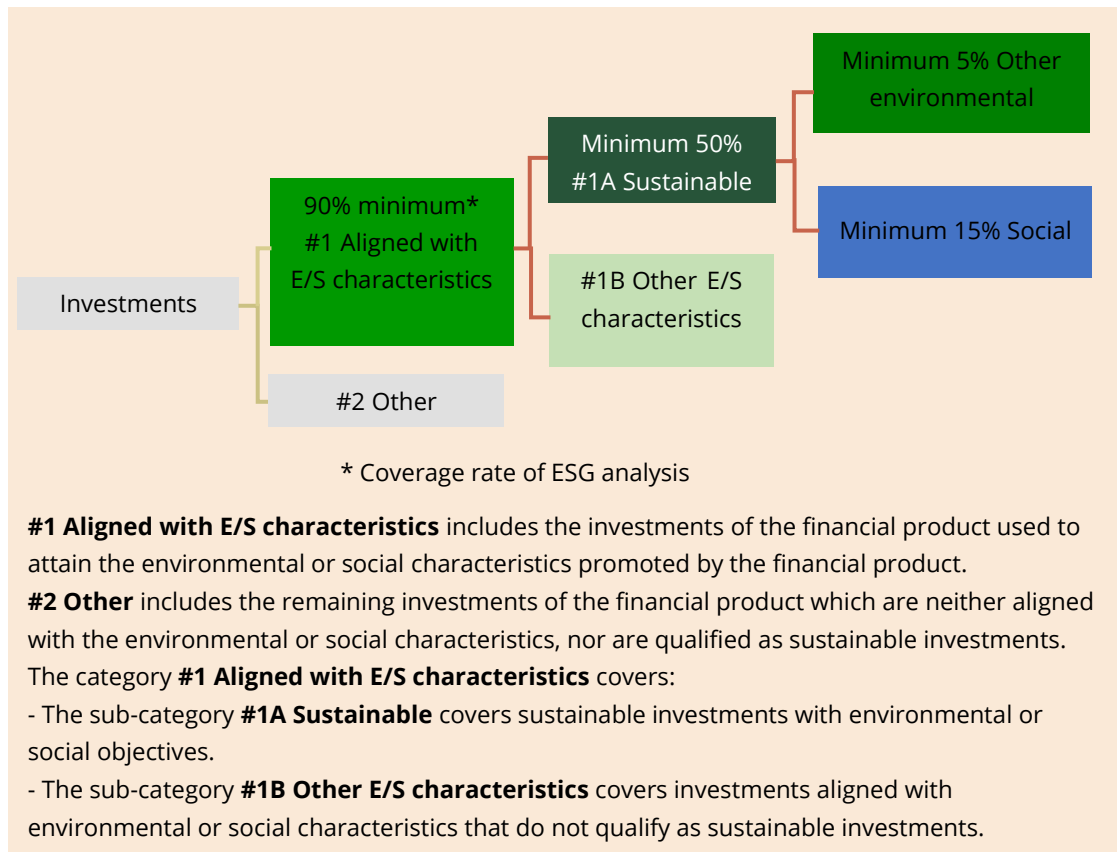 Minimum 5% Other
environmental
Minimum 50%
#1A Sustainable
90% minimum*
#1 Aligned with
E/S characteristics
Minimum 15% Social
#1B Other E/S
characteristics
Investments
#2 Other
* Coverage rate of ESG analysis
#1 Aligned with E/S characteristics includes the investments of the financial product used to
attain the environmental or social characteristics promoted by the financial product.
#2 Other includes the remaining investments of the financial product which are neither aligned
with the environmental or social characteristics, nor are qualified as sustainable investments.
The category #1 Aligned with E/S characteristics covers:
- The sub-category #1A Sustainable covers sustainable investments with environmental or
social objectives.
- The sub-category #1B Other E/S characteristics covers investments aligned with
environmental or social characteristics that do not qualify as sustainable investments.